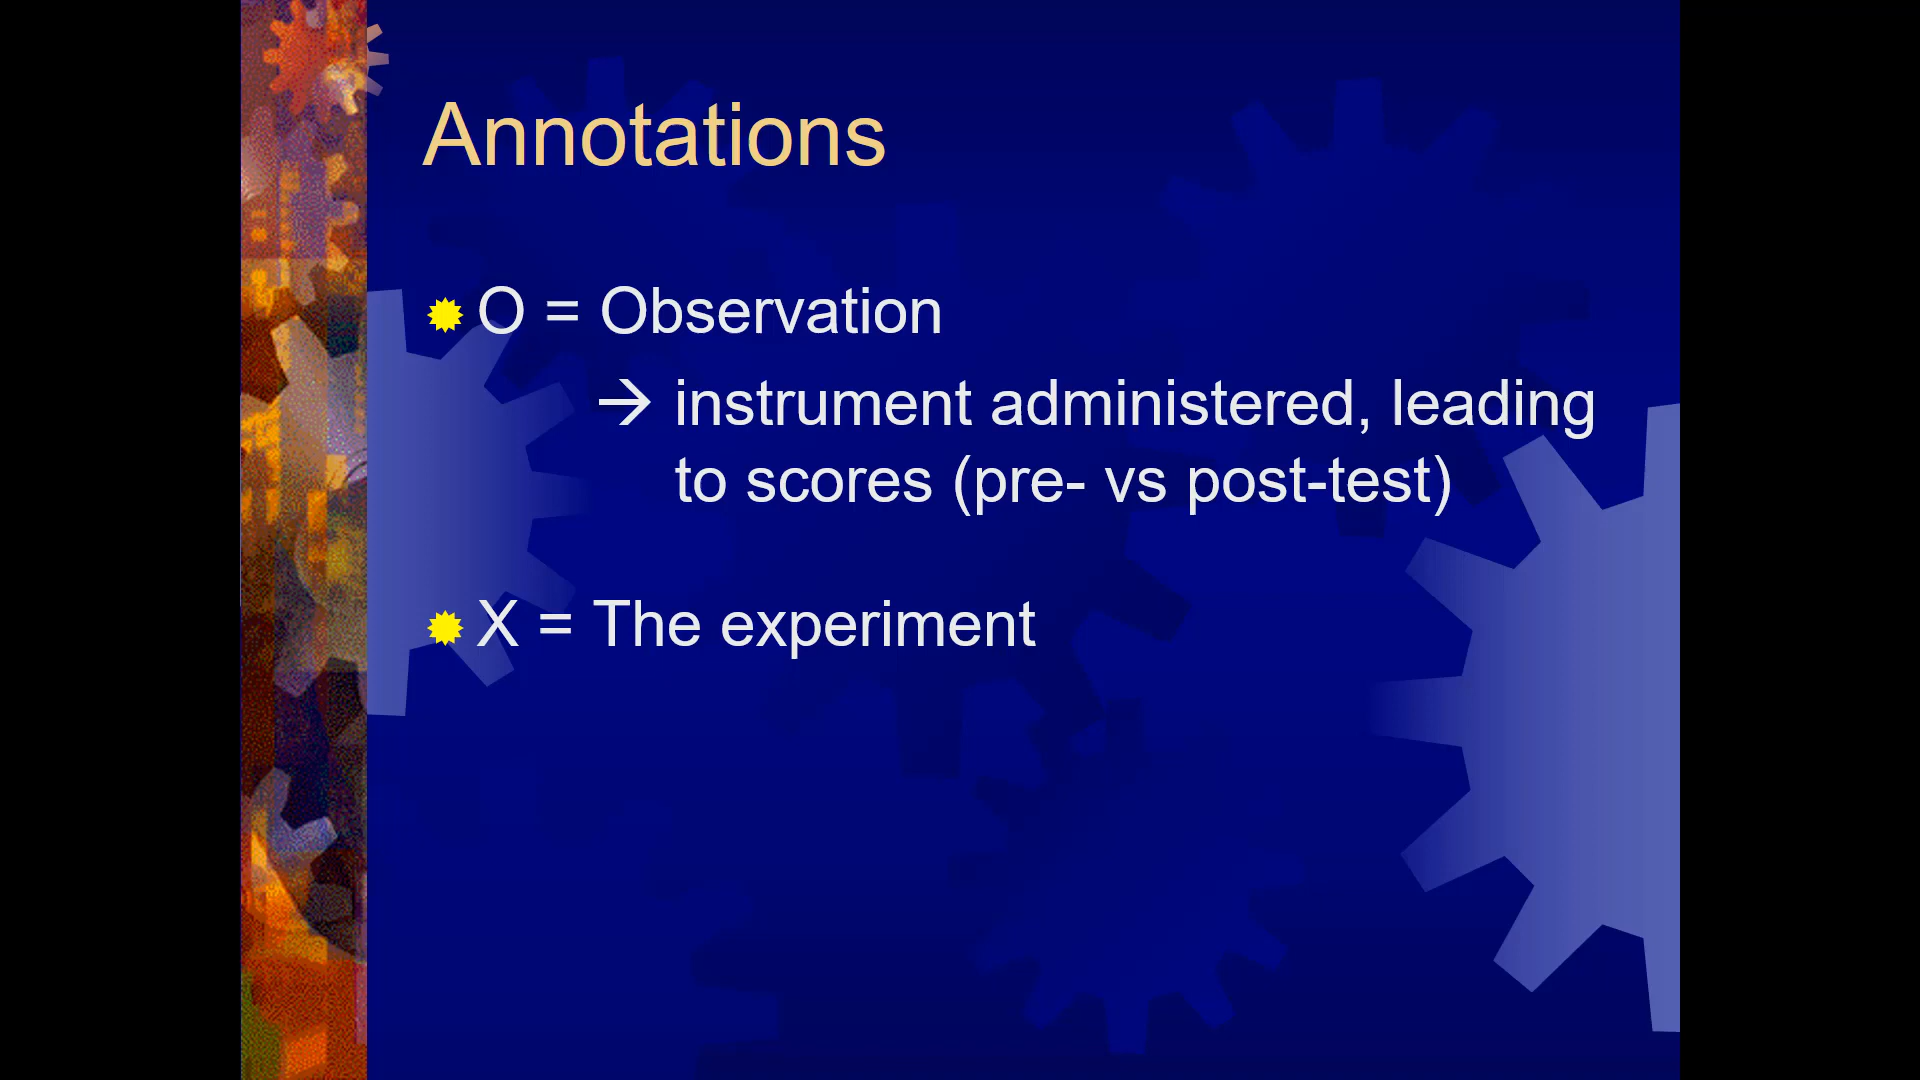 Annotations
O = Observation
→ instrument administered, leading
to scores (pre- vs post-test)
X = The experiment